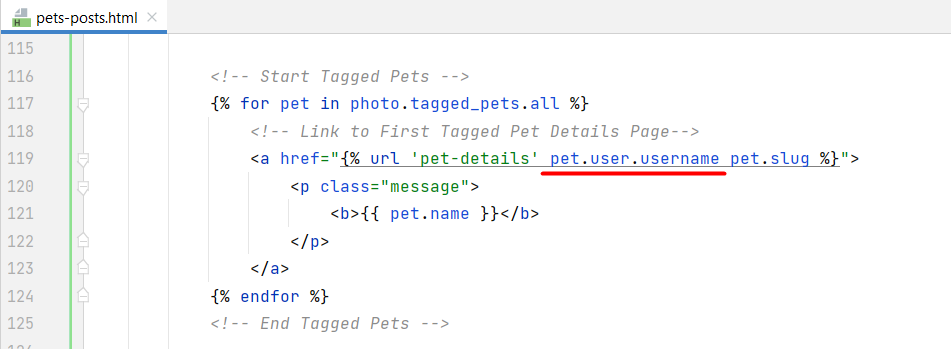 pets-posts.html
115
116 <!-- Start Tagged Pets -->
117 {% for pet in photo.tagged_pets.all %}
118 <!-- Link to First Tagged Pet Details Page-->
119 <a href="{% url 'pet-details' pet.user.username pet.slug %}">
120 <p class="message">
121 <b>{{ pet.name }}</b>
122 </p>
123 </a>
124 {% endfor %}
125 <!-- End Tagged Pets -->